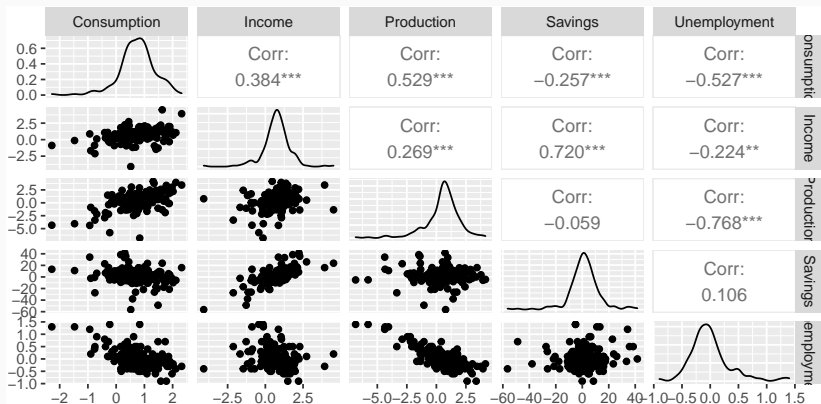 Consumption Income Production Savings Unemployment
0.6
0.4
0.2
0.0
Corr:
0.384***
Corr:
0.529***
Corr:
−0.257***
Corr:
−0.527***
onsumptic
2.5
0.0
−2.5
Corr:
0.269***
Corr:
0.720***
Corr:
−0.224**
Income
2.5
0.0
−2.5
−5.0
Corr:
−0.059
Corr:
−0.768***
Production
40
20
0
−20
−40
−60
Corr:
0.106
Savings
1.5
1.0
0.5
0.0
−0.5
−1.0
employme
−2 −1 0 1 2 −2.5 0.0 2.5 −5.0 −2.5 0.0 2.5 −60 −40 −20 0 20 40 −1.0 −0.5 0.0 0.5 1.0 1.5